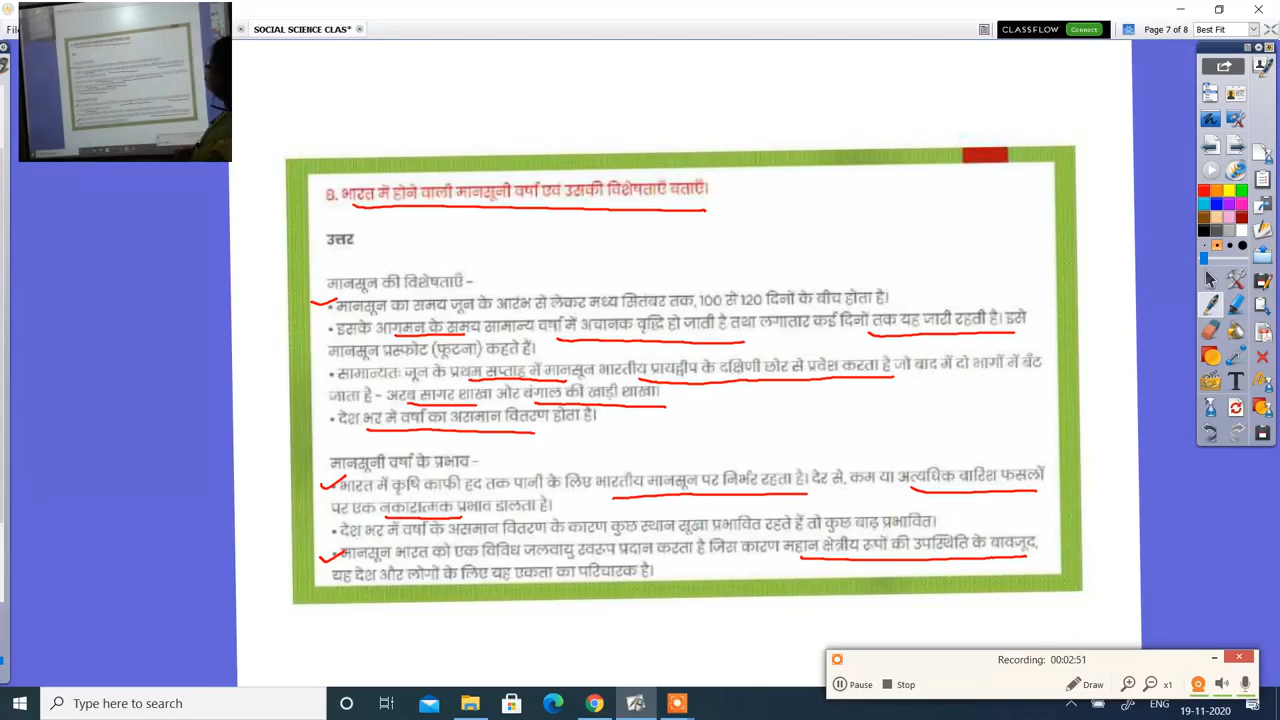 Fil
SOCIAL SCIENCE CLAS*
CLASSFLOW Connect
Page 7 of 8
Best Fit
8. भारत में होने वाली मानसूनी वर्षा एवं उसकी विशेषताएँ बताएँ।
उत्तर
मानसून की विशेषताएँ -
• मानसून का समय जून के आरंभ से लेकर मध्य सितंबर तक, 100 से 120 दिनों के बीच होता है।
• इसके आगमन के समय सामान्य वर्षा में अचानक वृद्धि हो जाती है तथा लगातार कई दिनों तक यह जारी रहती है। इसे
मानसून प्रस्फोट (फूटना) कहते हैं।
• सामान्यतः जून के प्रथम सप्ताह में मानसून भारतीय प्रायद्वीप के दक्षिणी छोर से प्रवेश करता है जो बाद में दो भागों में बँट
जाता है - अरब सागर शाखा और बंगाल की खाड़ी शाखा।
• देश भर में वर्षा का असमान वितरण होता है।
मानसूनी वर्षा के प्रभाव -
• भारत में कृषि काफी हद तक पानी के लिए भारतीय मानसून पर निर्भर रहता है। देर से, कम या अत्यधिक बारिश फसलों
पर एक नकारात्मक प्रभाव डालता है।
• देश भर में वर्षा के असमान वितरण के कारण कुछ स्थान सूखा प्रभावित रहते हैं तो कुछ बाढ़ प्रभावित।
• मानसून भारत को एक विविध जलवायु स्वरूप प्रदान करता है जिस कारण महान क्षेत्रीय रूपों की उपस्थिति के बावजूद,
यह देश और लोगों के लिए यह एकता का परिचारक है।
Recording: 00:02:51
Pause Stop Draw x1
Type here to search
ENG
19-11-2020